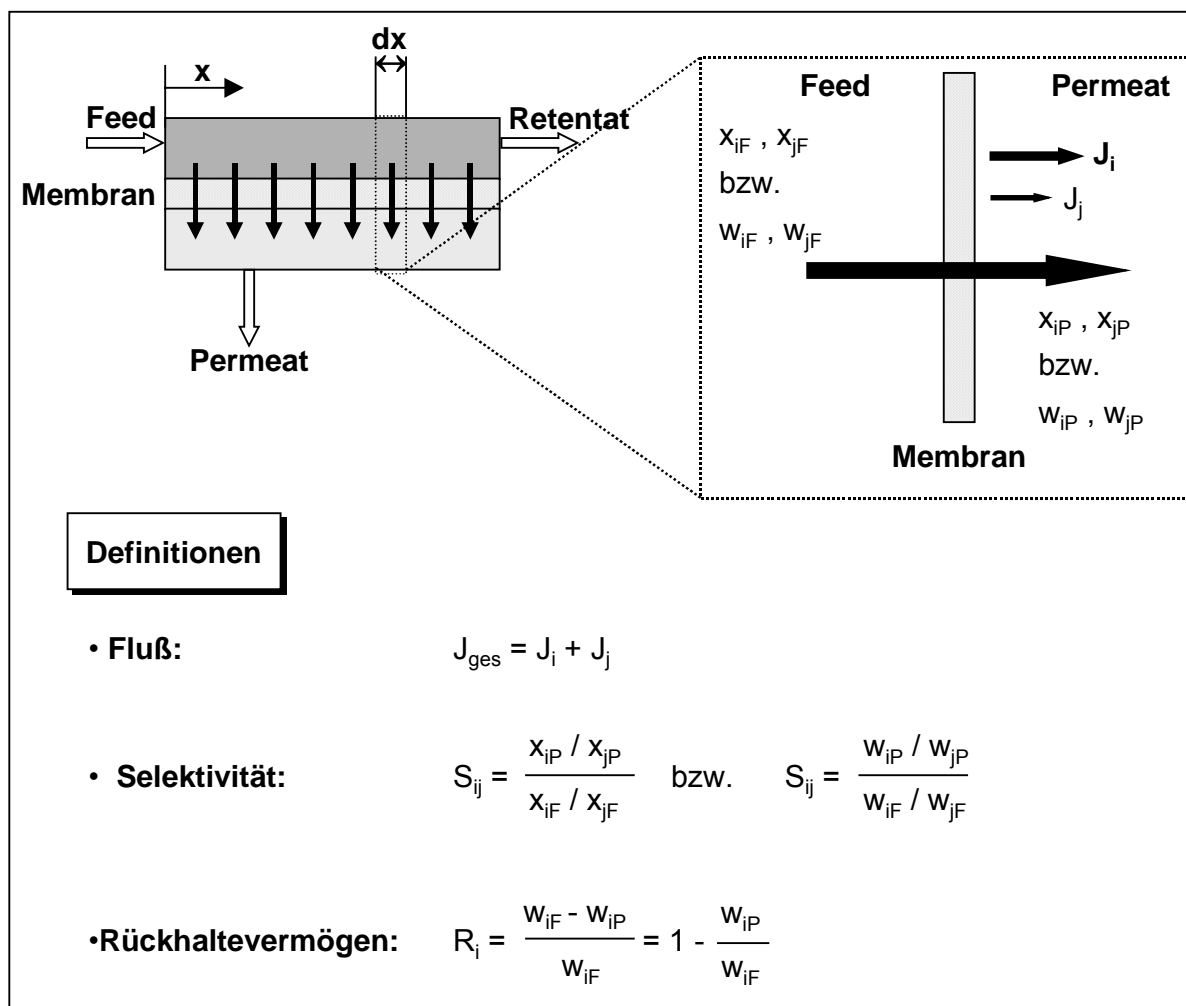 dx
x
Feed
Retentat
Membran
Permeat
Feed Permeat
x_iF , x_jF
bzw.
w_iF , w_jF
J_i
J_j
x_iP , x_jP
bzw.
w_iP , w_jP
Membran
Definitionen
• Fluß: J_ges = J_i + J_j
• Selektivität: S_ij = (x_iP / x_jP) / (x_iF / x_jF) bzw. S_ij = (w_iP / w_jP) / (w_iF / w_jF)
•Rückhaltevermögen: R_i = (w_iF - w_iP) / w_iF = 1 - w_iP / w_iF